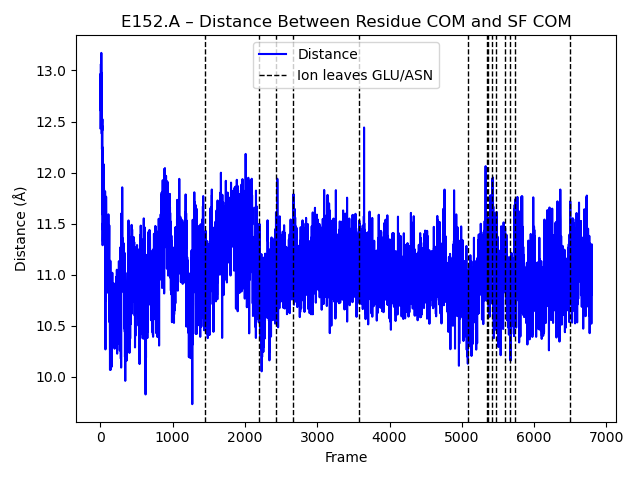 E152.A – Distance Between Residue COM and SF COM
Distance
Ion leaves GLU/ASN
Distance (Å)
13.0
12.5
12.0
11.5
11.0
10.5
10.0
0 1000 2000 3000 4000 5000 6000 7000
Frame